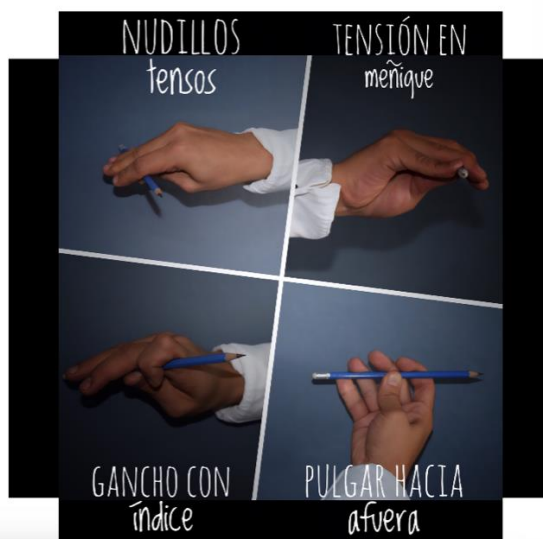 NUDILLOS
tensos
TENSIÓN EN
meñique
GANCHO CON
índice
PULGAR HACIA
afuera